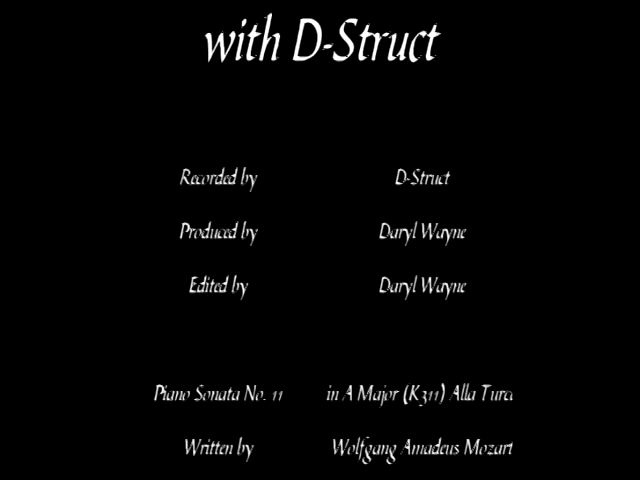 with D-Struct
Recorded by D-Struct
Produced by Daryl Wayne
Edited by Daryl Wayne
Piano Sonata No. 11 in A Major (K311) Alla Turca
Written by Wolfgang Amadeus Mozart